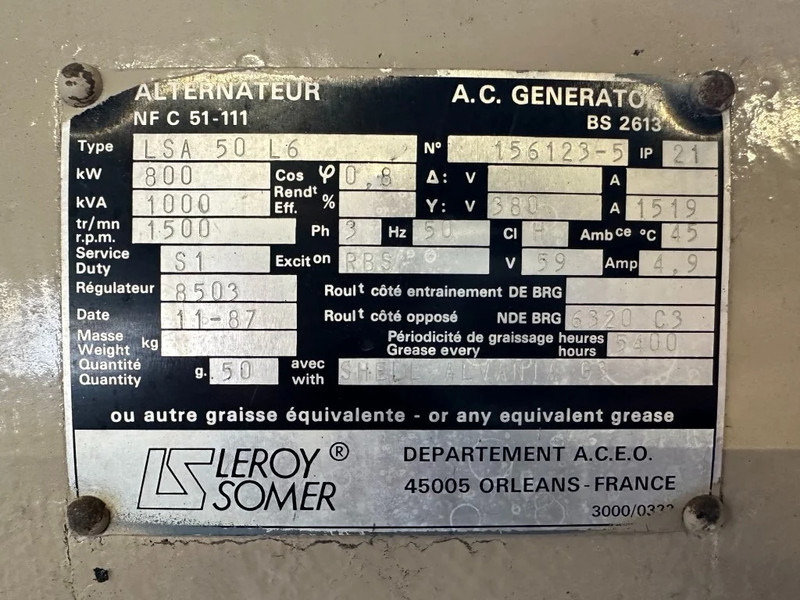 ALTERNATEUR A.C. GENERATO
NF C 51-111 BS 2613
Type LSA 50 L6 N° 156123-5 IP 21
kW 800 Cos φ 0,8 Δ: V A
kVA 1000 Rendt Eff. % Y: V 380 A 1519
tr/mn r.p.m. 1500 Ph 3 Hz 50 Cl H Ambce °C 45
Service Duty S1 Exciton V 59 Amp 4,9
Régulateur 8503 Roult côté entrainement DE BRG
Date 11-87 Roult côté opposé NDE BRG 6320 C3
Masse Weight kg Périodicité de graissage heures
Grease every hours
Quantité Quantity g. 50 avec with SHELL
ou autre graisse équivalente - or any equivalent grease
LEROY SOMER ® DEPARTEMENT A.C.E.O.
45005 ORLEANS-FRANCE